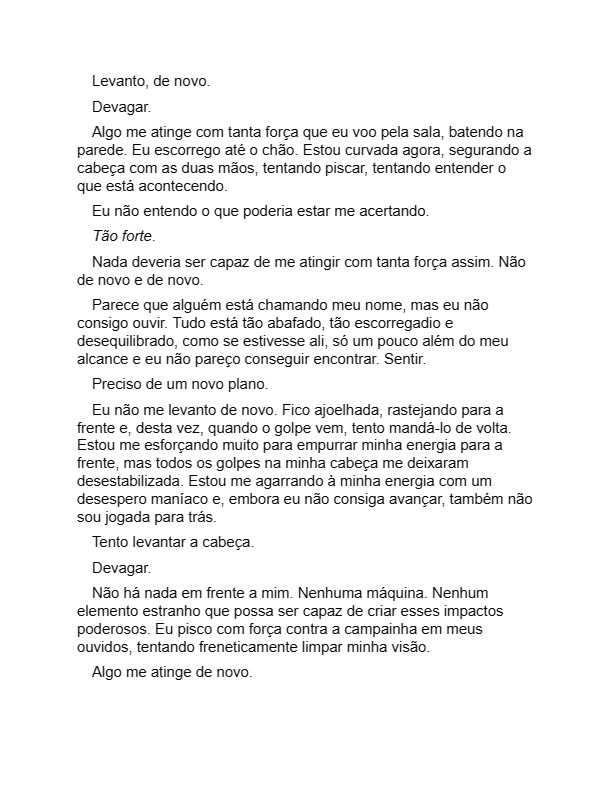 Levanto, de novo.
Devagar.
Algo me atinge com tanta força que eu voo pela sala, batendo na
parede. Eu escorrego até o chão. Estou curvada agora, segurando a
cabeça com as duas mãos, tentando piscar, tentando entender o
que está acontecendo.
Eu não entendo o que poderia estar me acertando.
Tão forte.
Nada deveria ser capaz de me atingir com tanta força assim. Não
de novo e de novo.
Parece que alguém está chamando meu nome, mas eu não
consigo ouvir. Tudo está tão abafado, tão escorregadio e
desequilibrado, como se estivesse ali, só um pouco além do meu
alcance e eu não pareço conseguir encontrar. Sentir.
Preciso de um novo plano.
Eu não me levanto de novo. Fico ajoelhada, rastejando para a
frente e, desta vez, quando o golpe vem, tento mandá-lo de volta.
Estou me esforçando muito para empurrar minha energia para a
frente, mas todos os golpes na minha cabeça me deixaram
desestabilizada. Estou me agarrando à minha energia com um
desespero maníaco e, embora eu não consiga avançar, também não
sou jogada para trás.
Tento levantar a cabeça.
Devagar.
Não há nada em frente a mim. Nenhuma máquina. Nenhum
elemento estranho que possa ser capaz de criar esses impactos
poderosos. Eu pisco com força contra a campainha em meus
ouvidos, tentando freneticamente limpar minha visão.
Algo me atinge de novo.